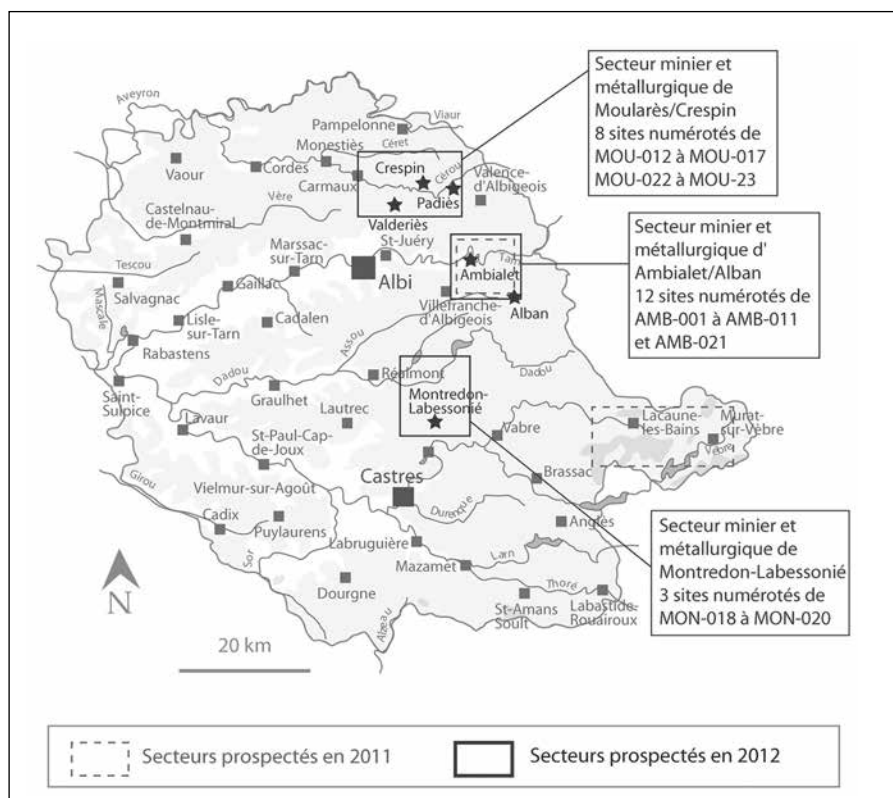 Secteur minier et
métallurgique de
Moularès/Crespin
8 sites numérotés de
MOU-012 à MOU-017
MOU-022 à MOU-23
Aveyron
Viaur
Pampelonne
Céret
Monestiès
Crespin
Cérou
Vaour
Cordes
Carmaux
Valence-
d'Albigeois
Padiès
Vère
Valderiès
Castelnau-
de-Montmiral
St-Juéry
Marssac-
sur-Tarn
Tarn
Ambialet
Secteur minier et
métallurgique d'
Ambialet/Alban
12 sites numérotés de
AMB-001 à AMB-011
et AMB-021
Tescou
Albi
Salvagnac
Gaillac
Villefranche-
d'Albigeois
Alban
Lisle-
sur-Tarn
Cadalen
Assou
Rabastens
Dadou
Réalmont
Dadou
Saint-
Sulpice
Graulhet
Montredon-
Labessonié
Lautrec
Lavaur
Vabre
Lacaune-
les-Bains
Murat-
sur-Vèbre
Vèbre
St-Paul-Cap-
de-Joux
Brassac
Castres
Girou
Vielmur-sur-Agoût
Durenque
Cadix
Puylaurens
Anglès
Sor
Labruguière
Larn
Mazamet
Thoré
Secteur minier et
métallurgique de
Montredon-Labessonié
3 sites numérotés de
MON-018 à MON-020
N
Dourgne
St-Amans
Soult
Labastide-
Rouairoux
20 km
Secteurs prospectés en 2011
Secteurs prospectés en 2012